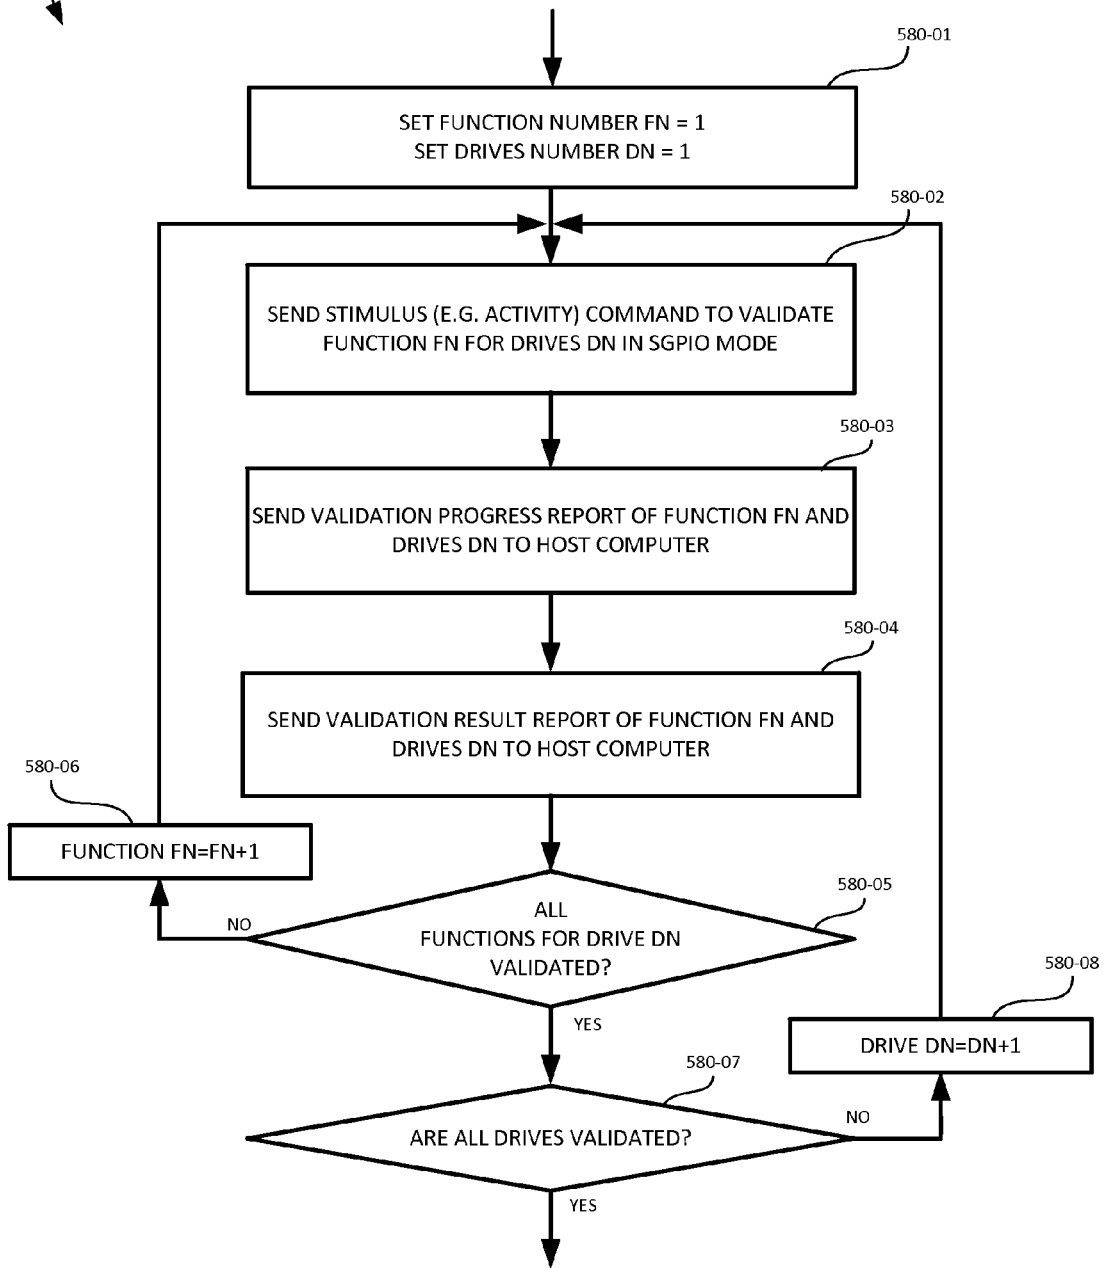 580-01
SET FUNCTION NUMBER FN = 1
SET DRIVES NUMBER DN = 1
580-02
SEND STIMULUS (E.G. ACTIVITY) COMMAND TO VALIDATE
FUNCTION FN FOR DRIVES DN IN SGPIO MODE
580-03
SEND VALIDATION PROGRESS REPORT OF FUNCTION FN AND
DRIVES DN TO HOST COMPUTER
580-04
SEND VALIDATION RESULT REPORT OF FUNCTION FN AND
DRIVES DN TO HOST COMPUTER
580-06
FUNCTION FN=FN+1
580-05
NO
ALL
FUNCTIONS FOR DRIVE DN
VALIDATED?
580-08
YES
DRIVE DN=DN+1
580-07
NO
ARE ALL DRIVES VALIDATED?
YES